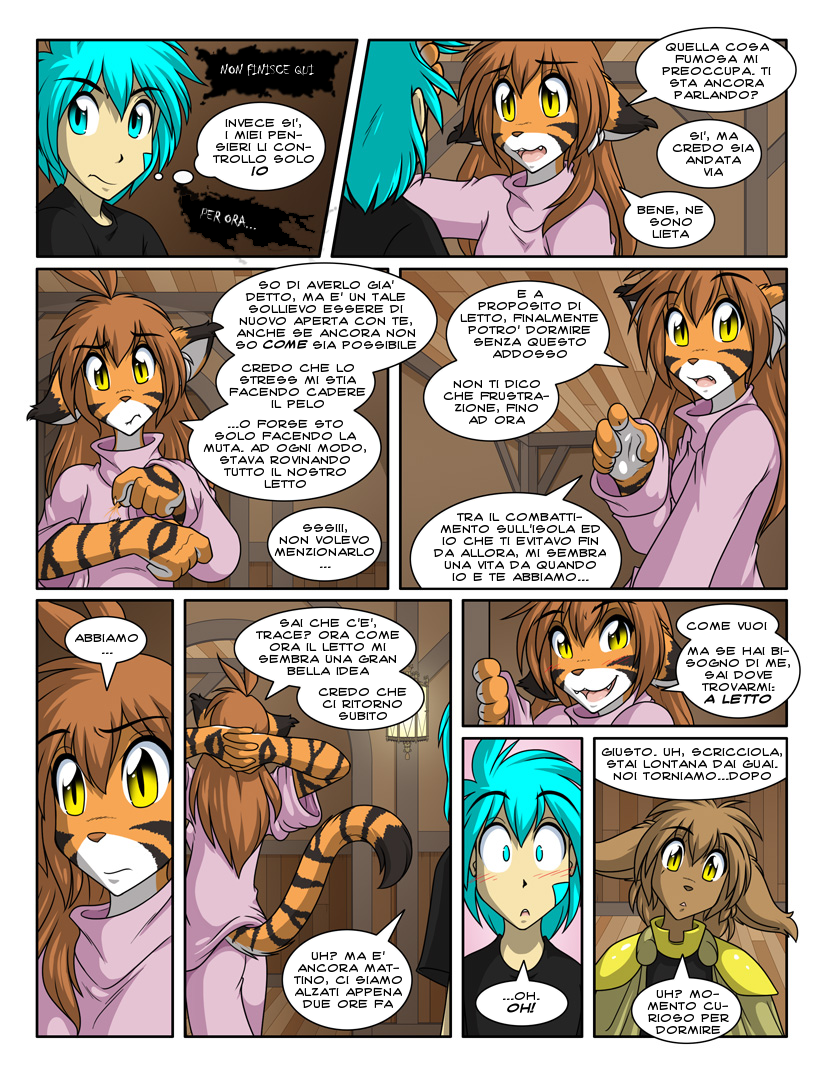 NON FINISCE QUI
INVECE SI',
I MIEI PEN-
SIERI LI CON-
TROLLO SOLO
IO
PER ORA...
QUELLA COSA
FUMOSA MI
PREOCCUPA. TI
STA ANCORA
PARLANDO?
SI', MA
CREDO SIA
ANDATA
VIA
BENE, NE
SONO
LIETA
SO DI AVERLO GIA'
DETTO, MA E' UN TALE
SOLLIEVO ESSERE DI
NUOVO APERTA CON TE,
ANCHE SE ANCORA NON
SO COME SIA POSSIBILE
CREDO CHE LO
STRESS MI STIA
FACENDO CADERE
IL PELO
...O FORSE STO
SOLO FACENDO LA
MUTA. AD OGNI MODO,
STAVA ROVINANDO
TUTTO IL NOSTRO
LETTO
SSSIII,
NON VOLEVO
MENZIONARLO
...
E A
PROPOSITO DI
LETTO, FINALMENTE
POTRO' DORMIRE
SENZA QUESTO
ADDOSSO
NON TI DICO
CHE FRUSTRA-
ZIONE, FINO
AD ORA
TRA IL COMBATTI-
MENTO SULL'ISOLA ED
IO CHE TI EVITAVO FIN
DA ALLORA, MI SEMBRA
UNA VITA DA QUANDO
IO E TE ABBIAMO...
ABBIAMO
...
SAI CHE C'E',
TRACE? ORA COME
ORA IL LETTO MI
SEMBRA UNA GRAN
BELLA IDEA
CREDO CHE
CI RITORNO
SUBITO
UH? MA E'
ANCORA MAT-
TINO, CI SIAMO
ALZATI APPENA
DUE ORE FA
COME VUOI
MA SE HAI BI-
SOGNO DI ME,
SAI DOVE
TROVARMI:
A LETTO
...OH.
OH!
GIUSTO. UH, SCRICCIOLA,
STAI LONTANA DAI GUAI.
NOI TORNIAMO...DOPO
UH? MO-
MENTO CU-
RIOSO PER
DORMIRE